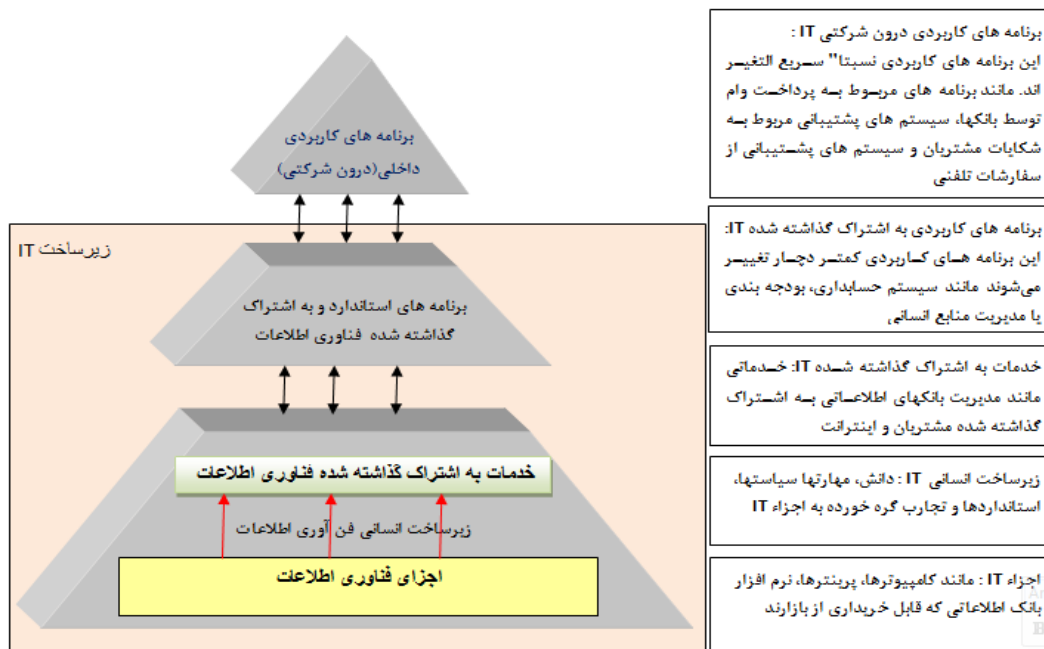 برنامه های کاربردی
داخلی(درون شرکتی)
زیرساخت IT
برنامه های استاندارد و به اشتراک
گذاشته شده فناوری اطلاعات
خدمات به اشتراک گذاشته شده فناوری اطلاعات
زیرساخت انسانی فن آوری اطلاعات
اجزای فناوری اطلاعات
برنامه های کاربردی درون شرکتی IT :
این برنامه های کاربردی نسبتا" سریع التغیر
اند. مانند برنامه های مربوط به پرداخت وام
توسط بانکها، سیستم های پشتیبانی مربوط به
شکایات مشتریان و سیستم های پشتیبانی از
سفارشات تلفنی
برنامه های کاربردی به اشتراک گذاشته شده IT:
این برنامه های کاربردی کمتر دچار تغییر
می‌شوند مانند سیستم حسابداری، بودجه بندی
یا مدیریت منابع انسانی
خدمات به اشتراک گذاشته شده IT: خدماتی
مانند مدیریت بانکهای اطلاعاتی به اشتراک
گذاشته شده مشتریان و اینترانت
زیرساخت انسانی IT : دانش، مهارتها سیاستها،
استانداردها و تجارب گره خورده به اجزاء IT
اجزاء IT : مانند کامپیوترها، پرینترها، نرم افزار
بانک اطلاعاتی که قابل خریداری از بازارند